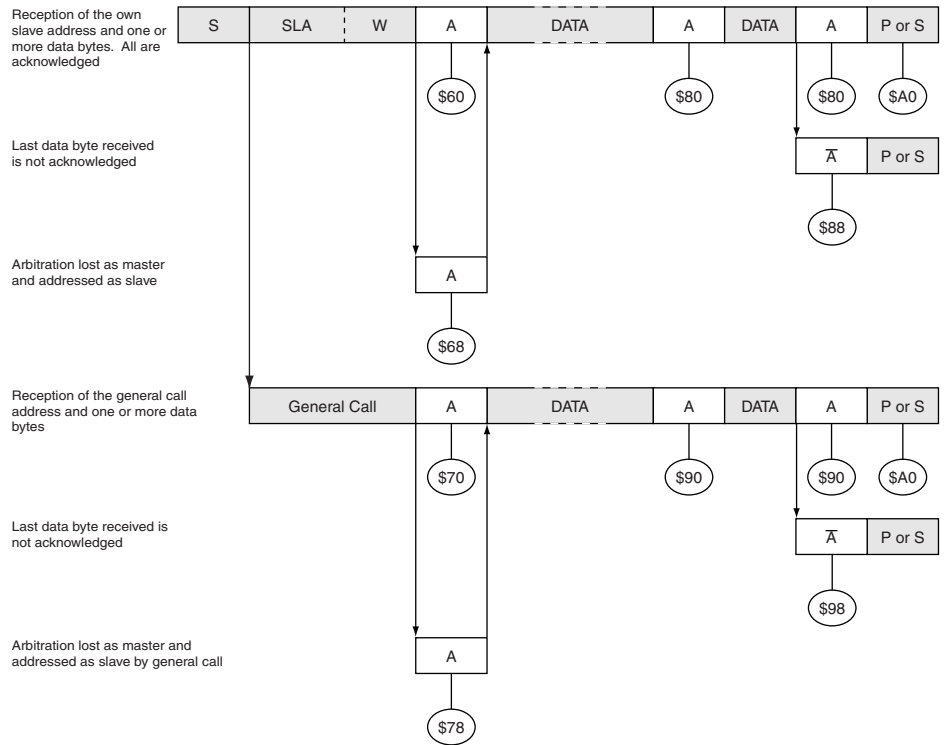 Reception of the own
slave address and one or
more data bytes. All are
acknowledged
S SLA W A DATA A DATA A P or S
$60 $80 $80 $A0
Last data byte received
is not acknowledged
A̅ P or S
$88
Arbitration lost as master
and addressed as slave
A
$68
Reception of the general call
address and one or more data
bytes
General Call A DATA A DATA A P or S
$70 $90 $90 $A0
Last data byte received is
not acknowledged
A̅ P or S
$98
Arbitration lost as master and
addressed as slave by general call
A
$78